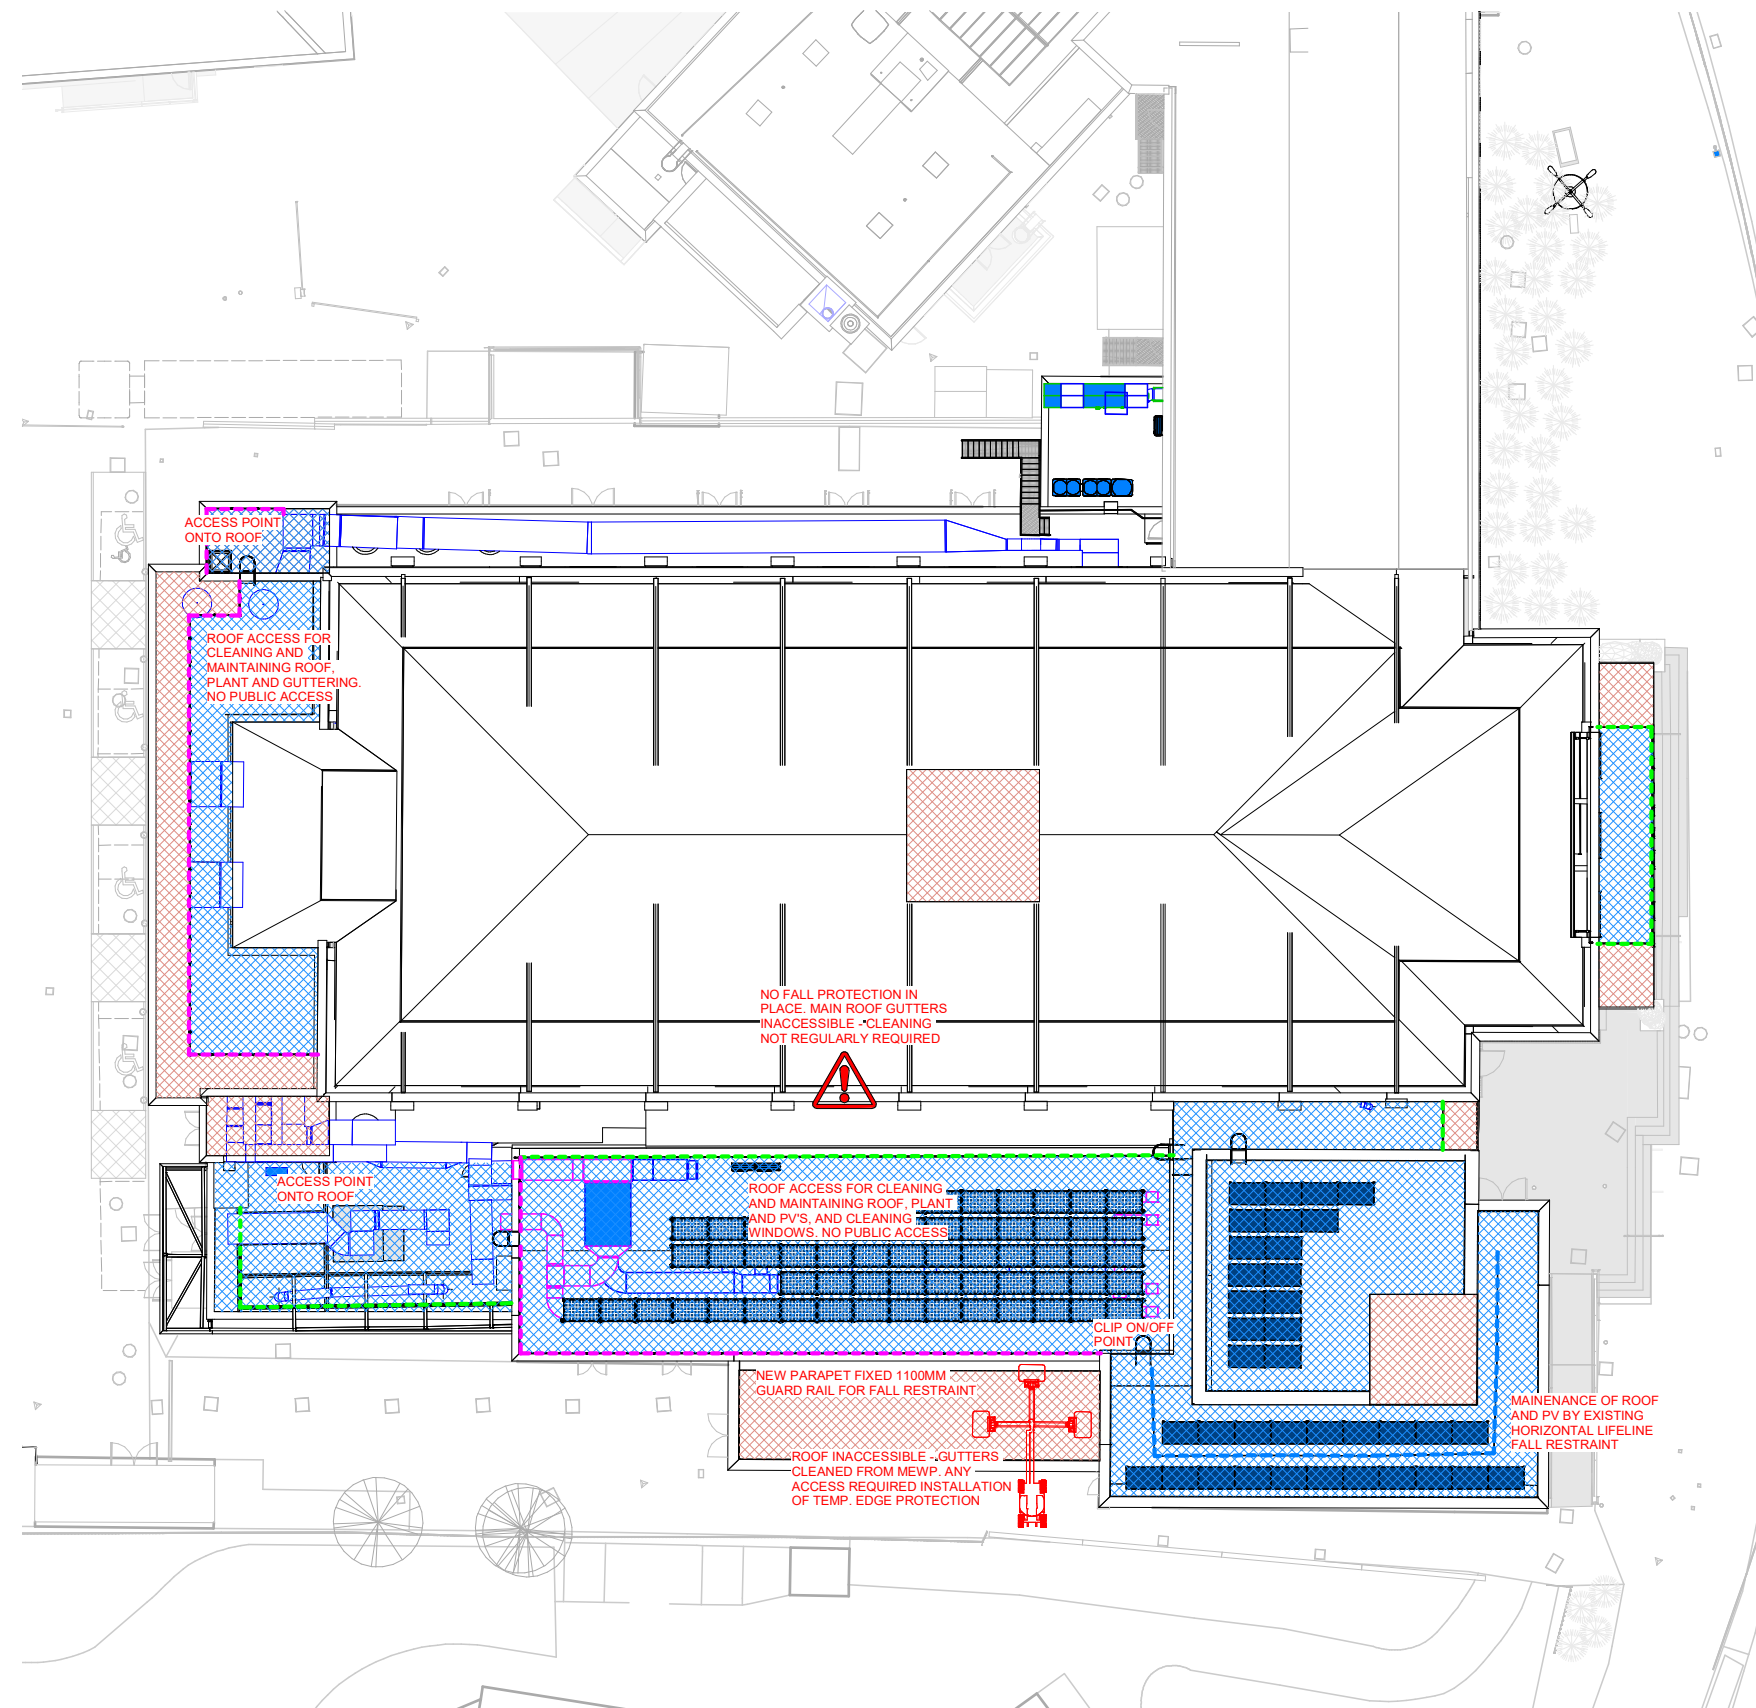 ACCESS POINT
ONTO ROOF
ROOF ACCESS FOR
CLEANING AND
MAINTAINING ROOF,
PLANT AND GUTTERING.
NO PUBLIC ACCESS
NO FALL PROTECTION IN
PLACE. MAIN ROOF GUTTERS
INACCESSIBLE - CLEANING
NOT REGULARLY REQUIRED
ACCESS POINT
ONTO ROOF
ROOF ACCESS FOR CLEANING
AND MAINTAINING ROOF, PLANT
AND PV'S, AND CLEANING
WINDOWS. NO PUBLIC ACCESS
CLIP ON/OFF
POINT
NEW PARAPET FIXED 1100MM
GUARD RAIL FOR FALL RESTRAINT
MAINENANCE OF ROOF
AND PV BY EXISTING
HORIZONTAL LIFELINE
FALL RESTRAINT
ROOF INACCESSIBLE - GUTTERS
CLEANED FROM MEWP. ANY
ACCESS REQUIRED INSTALLATION
OF TEMP. EDGE PROTECTION